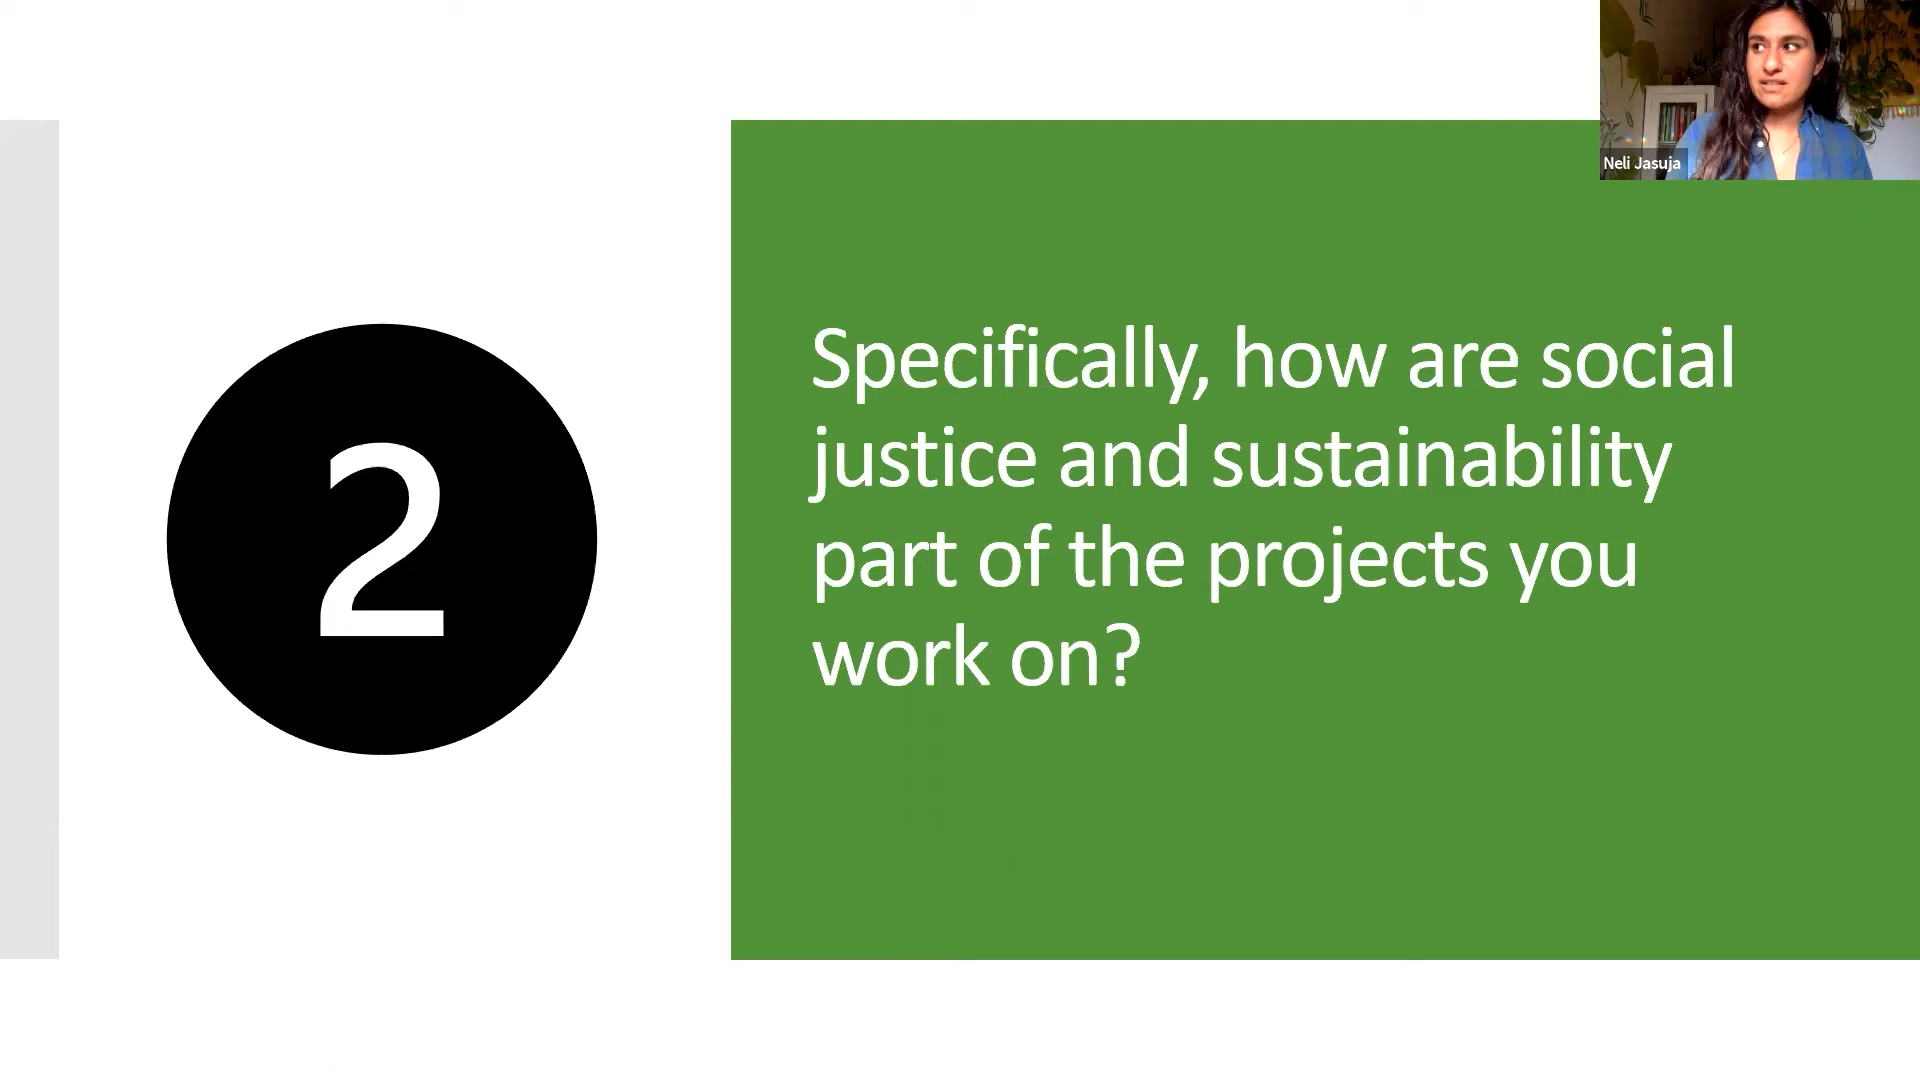 2
Specifically, how are social
justice and sustainability
part of the projects you
work on?
Neli Jasuja